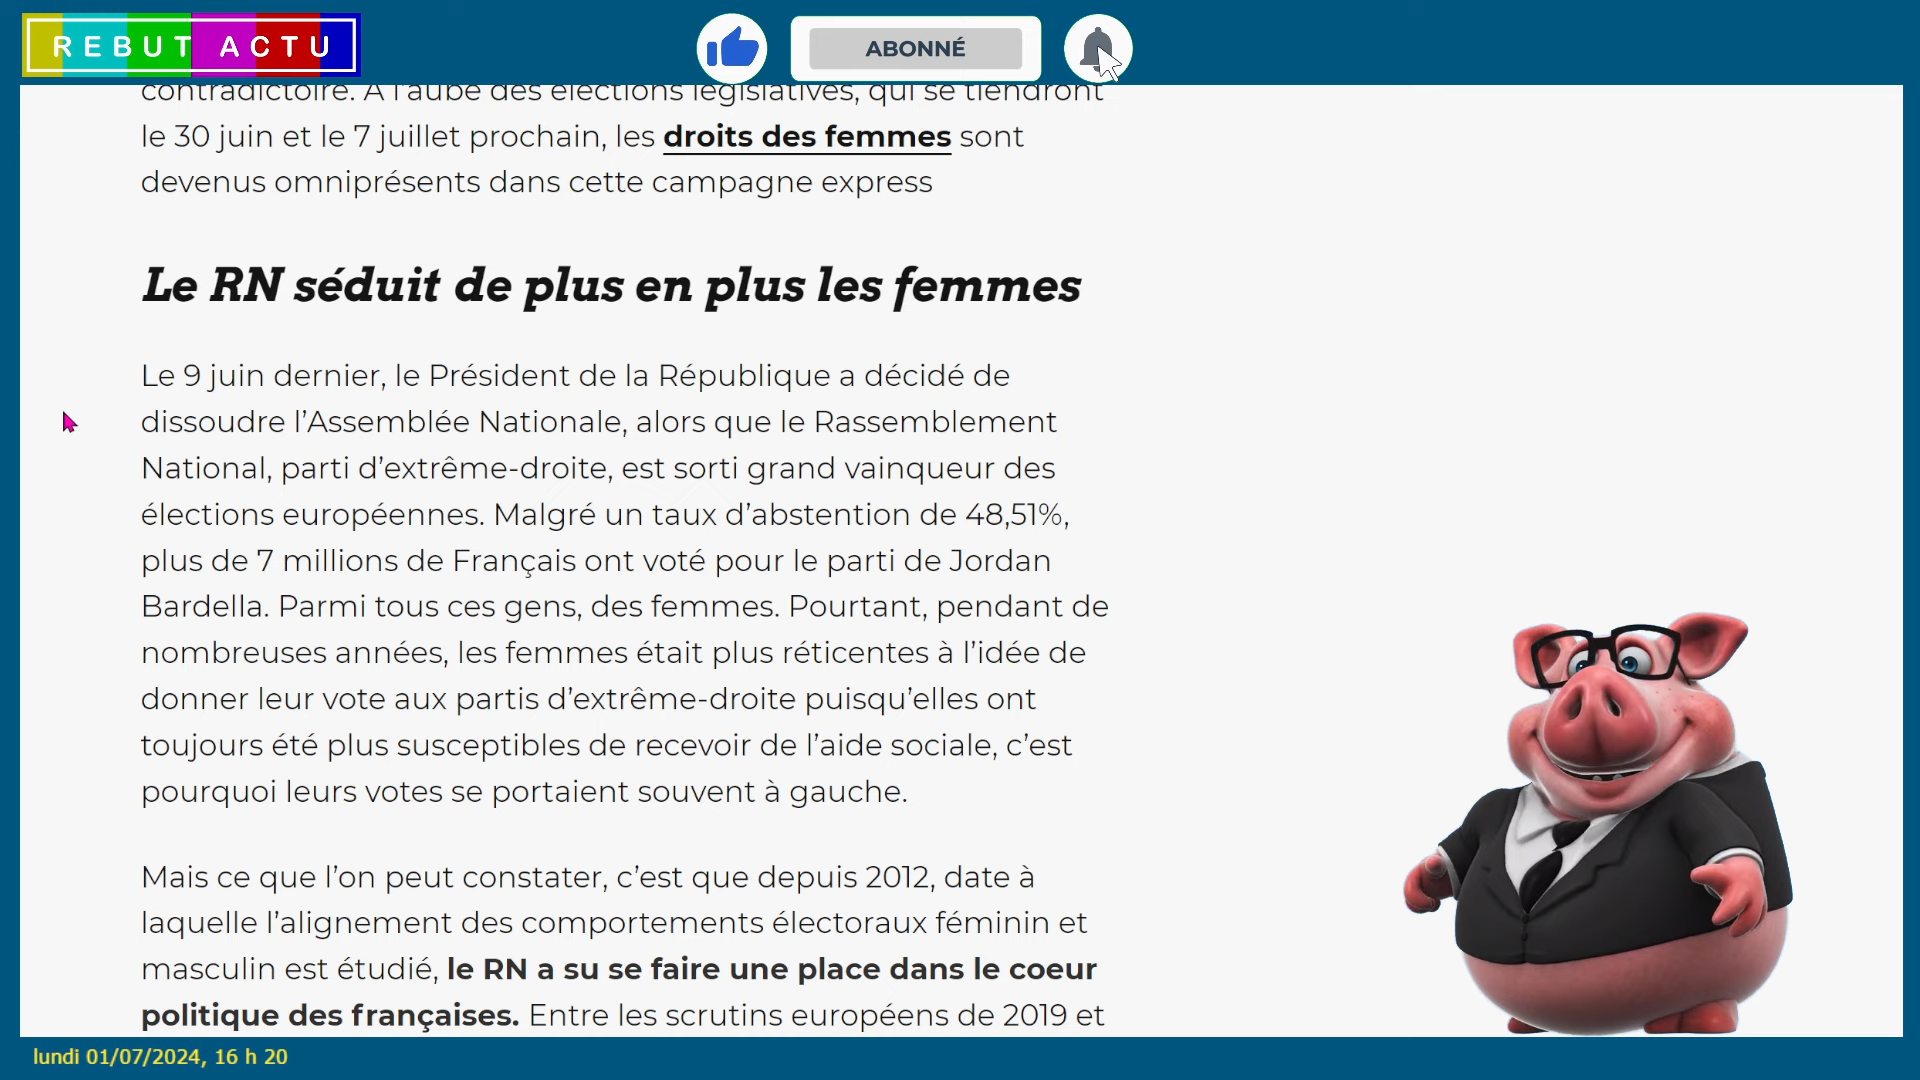 REBUT ACTU
ABONNÉ
contradictoire. À l’aube des élections législatives, qui se tiendront
le 30 juin et le 7 juillet prochain, les droits des femmes sont
devenus omniprésents dans cette campagne express
Le RN séduit de plus en plus les femmes
Le 9 juin dernier, le Président de la République a décidé de
dissoudre l’Assemblée Nationale, alors que le Rassemblement
National, parti d’extrême-droite, est sorti grand vainqueur des
élections européennes. Malgré un taux d’abstention de 48,51%,
plus de 7 millions de Français ont voté pour le parti de Jordan
Bardella. Parmi tous ces gens, des femmes. Pourtant, pendant de
nombreuses années, les femmes était plus réticentes à l’idée de
donner leur vote aux partis d’extrême-droite puisqu’elles ont
toujours été plus susceptibles de recevoir de l’aide sociale, c’est
pourquoi leurs votes se portaient souvent à gauche.
Mais ce que l’on peut constater, c’est que depuis 2012, date à
laquelle l’alignement des comportements électoraux féminin et
masculin est étudié, le RN a su se faire une place dans le coeur
politique des françaises. Entre les scrutins européens de 2019 et
lundi 01/07/2024, 16 h 20